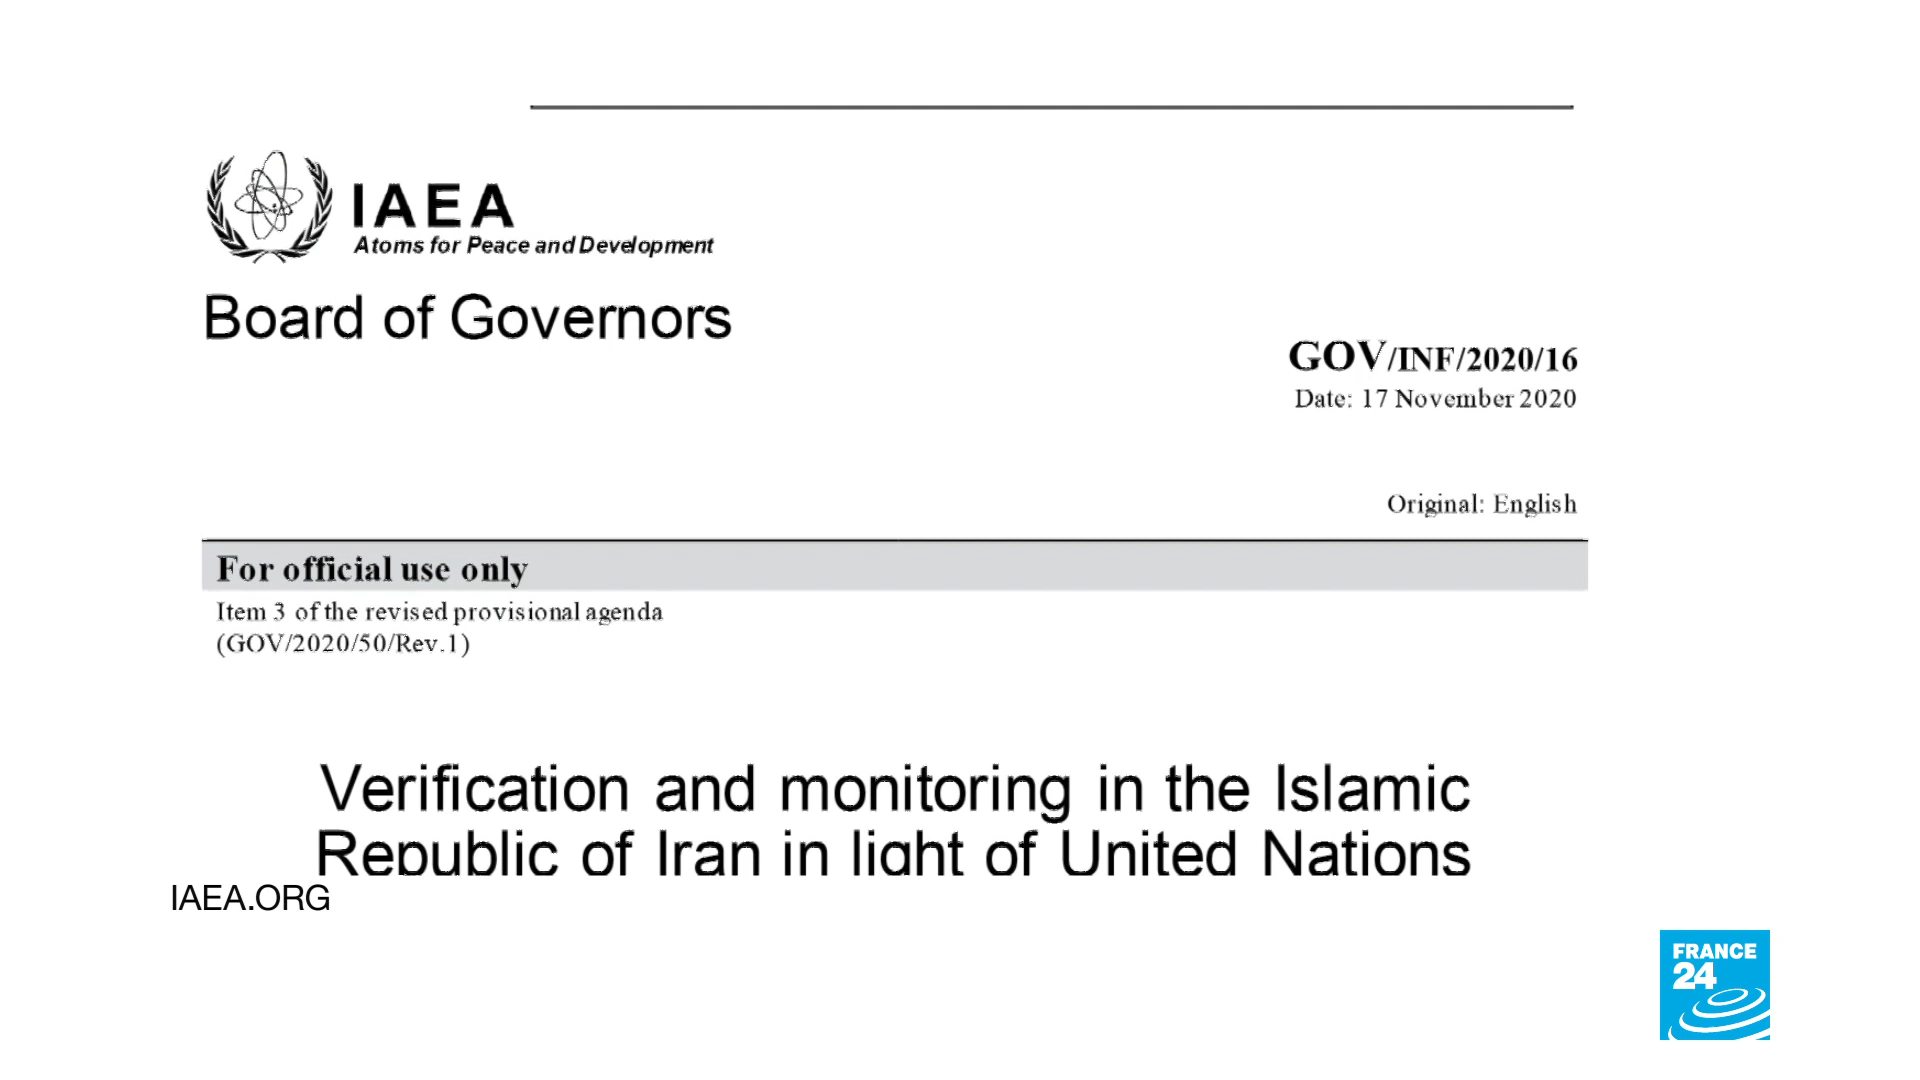 IAEA
Atoms for Peace and Development
Board of Governors
GOV/INF/2020/16
Date: 17 November 2020
Original: English
For official use only
Item 3 of the revised provisional agenda
(GOV/2020/50/Rev.1)
Verification and monitoring in the Islamic
Republic of Iran in light of United Nations
IAEA.ORG
FRANCE
24